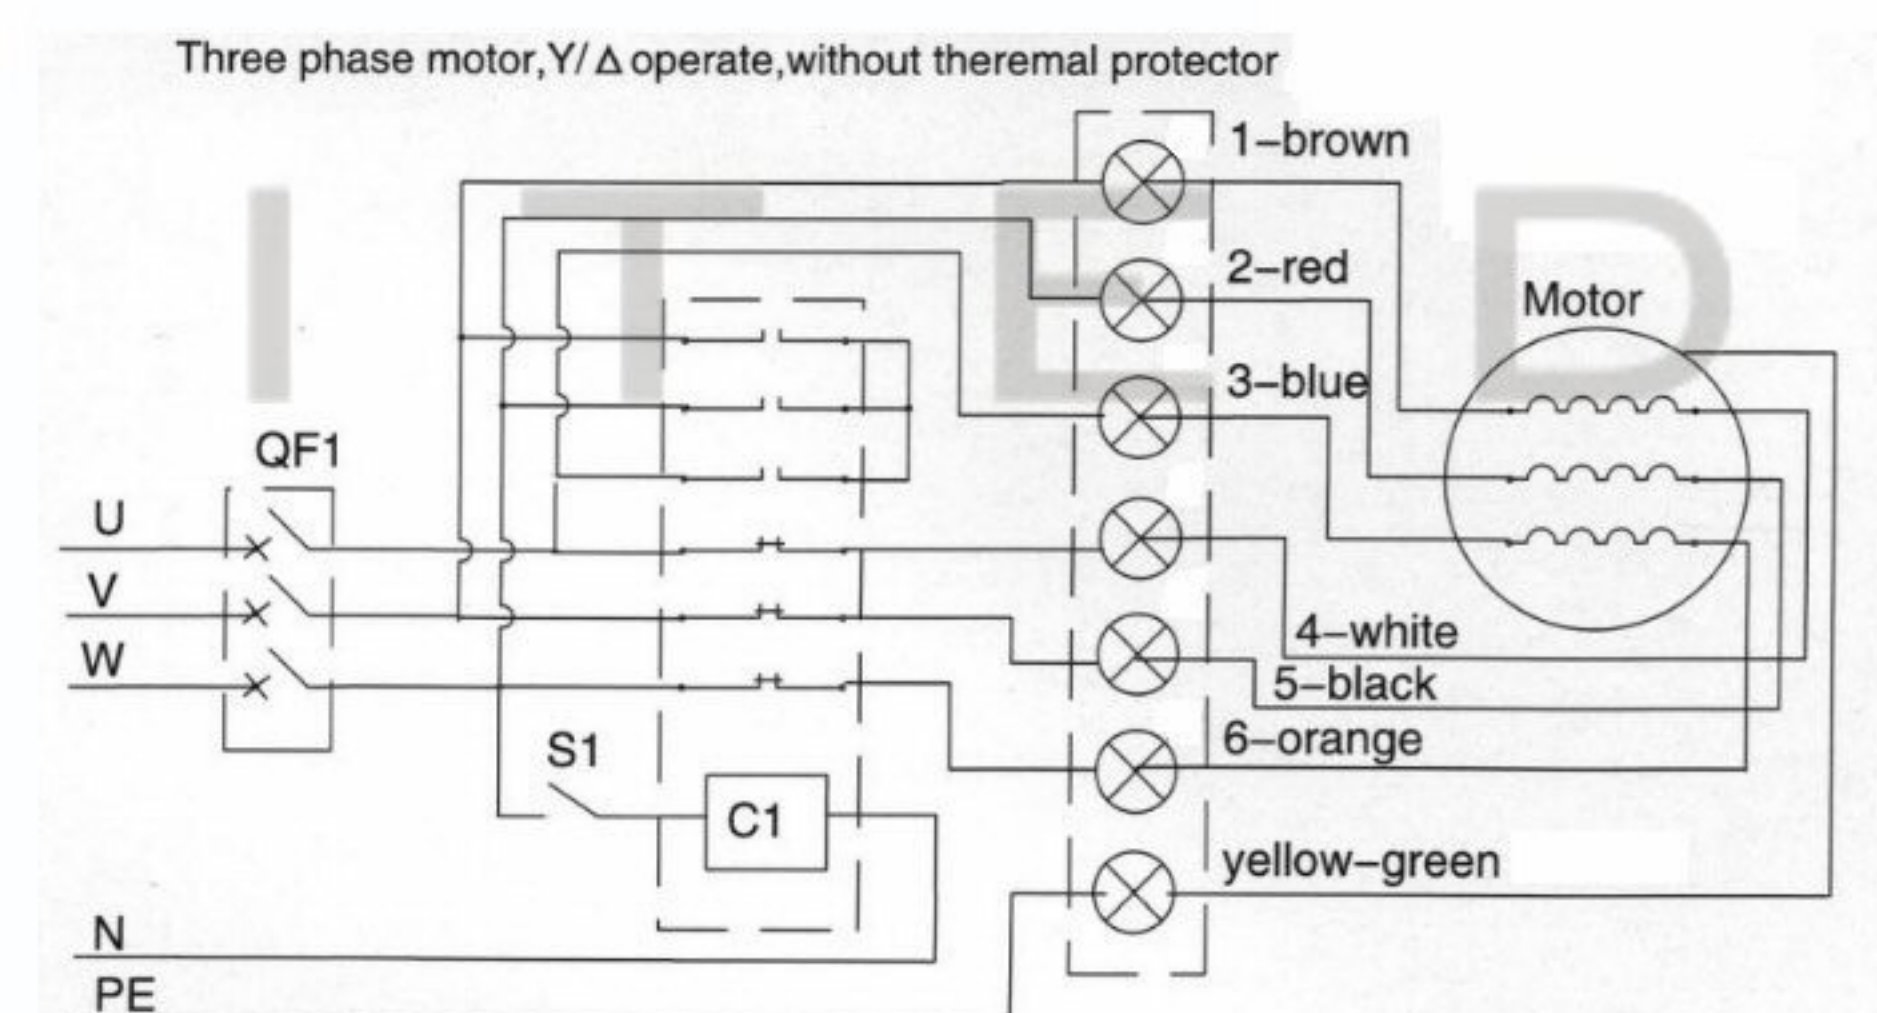 Three phase motor,Y/Δ operate,without theremal protector
I T E D
1-brown
2-red
3-blue
Motor
QF1
U
V
W
4-white
5-black
6-orange
S1
C1
yellow-green
N
PE